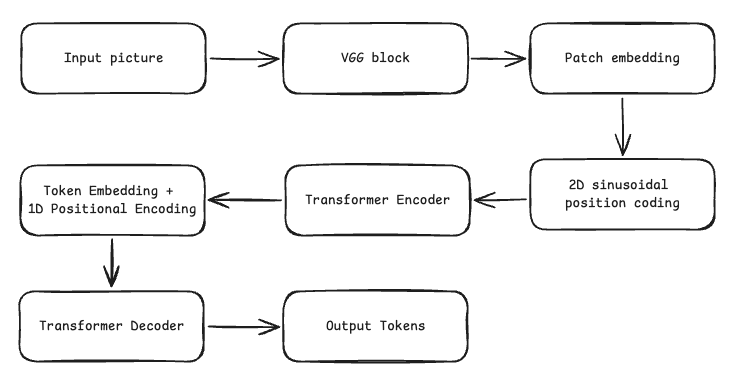 Input picture
VGG block
Patch embedding
2D sinusoidal
position coding
Transformer Encoder
Token Embedding +
1D Positional Encoding
Transformer Decoder
Output Tokens